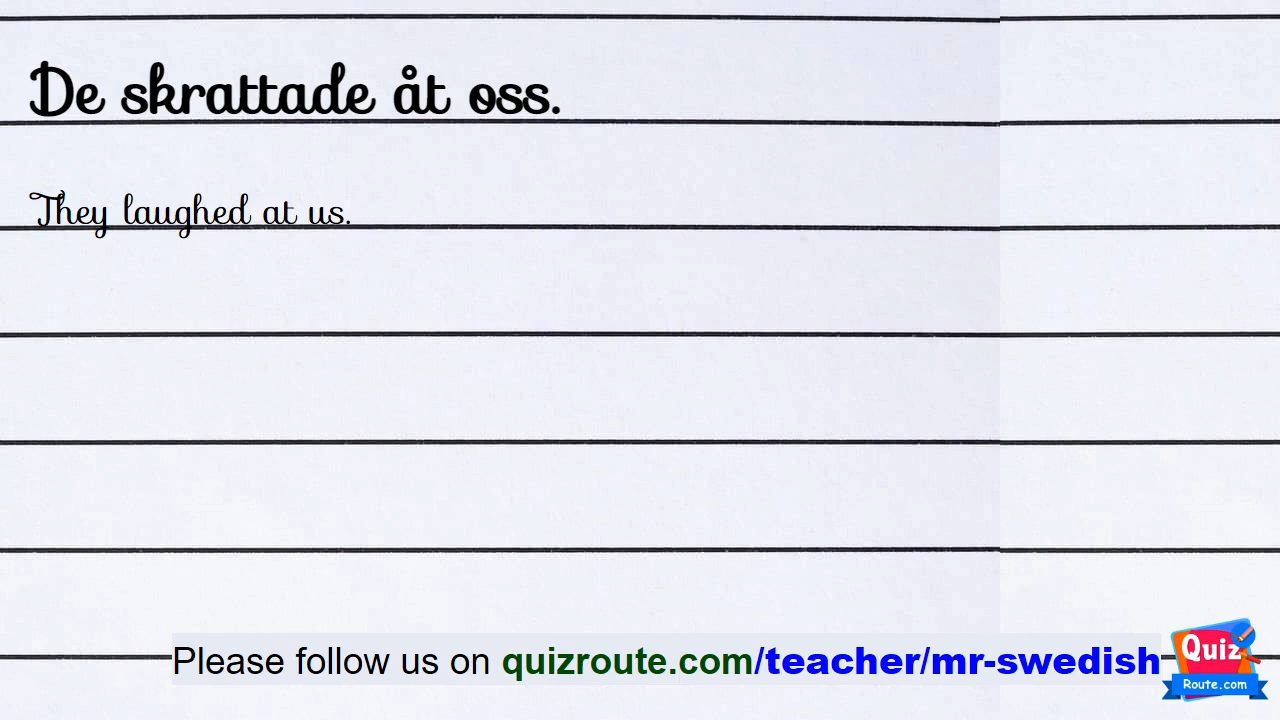 De skrattade åt oss.
They laughed at us.
Please follow us on quizroute.com/teacher/mr-swedish
Quiz
Route.com